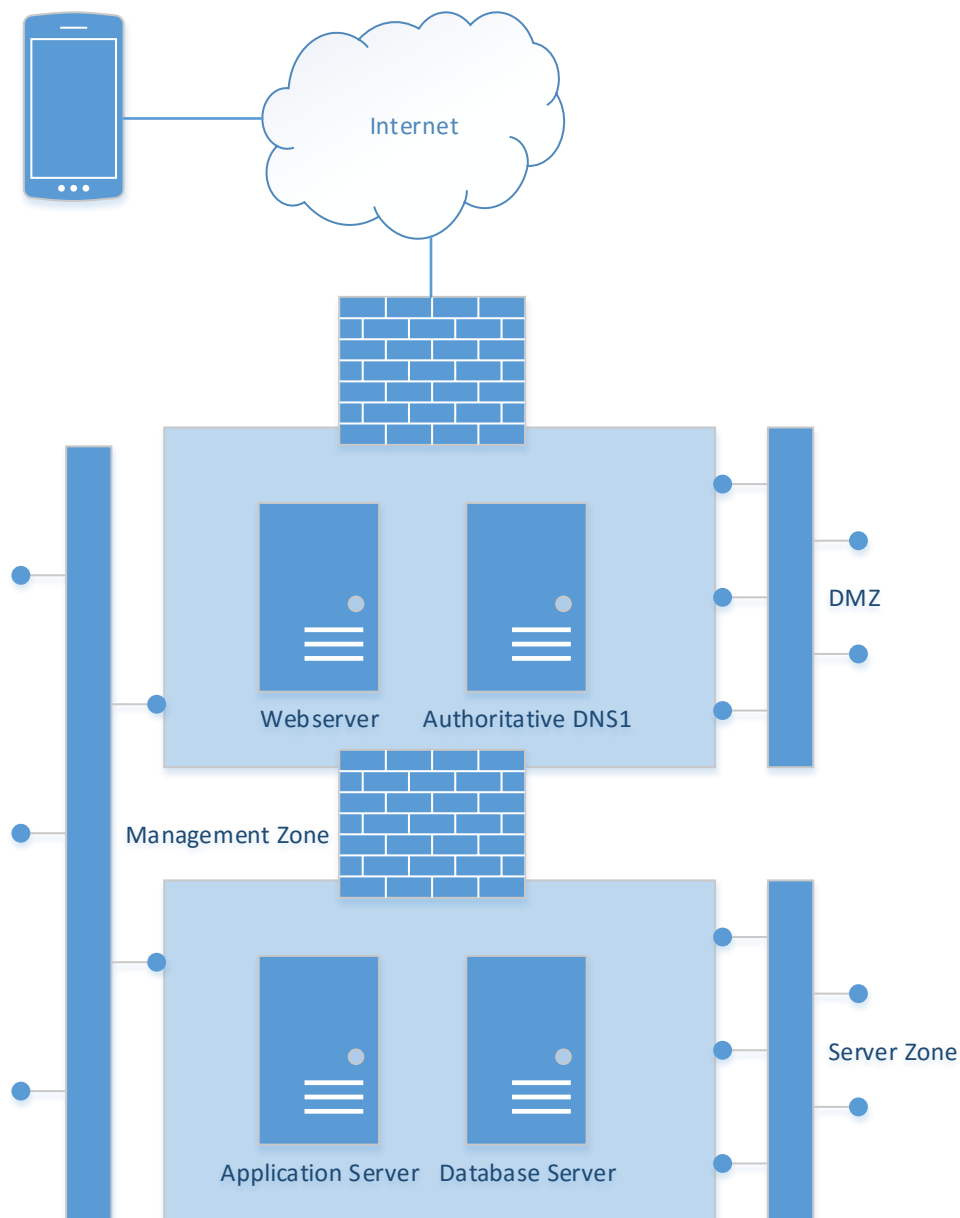 Internet
DMZ
Webserver
Authoritative DNS1
Management Zone
Server Zone
Application Server
Database Server